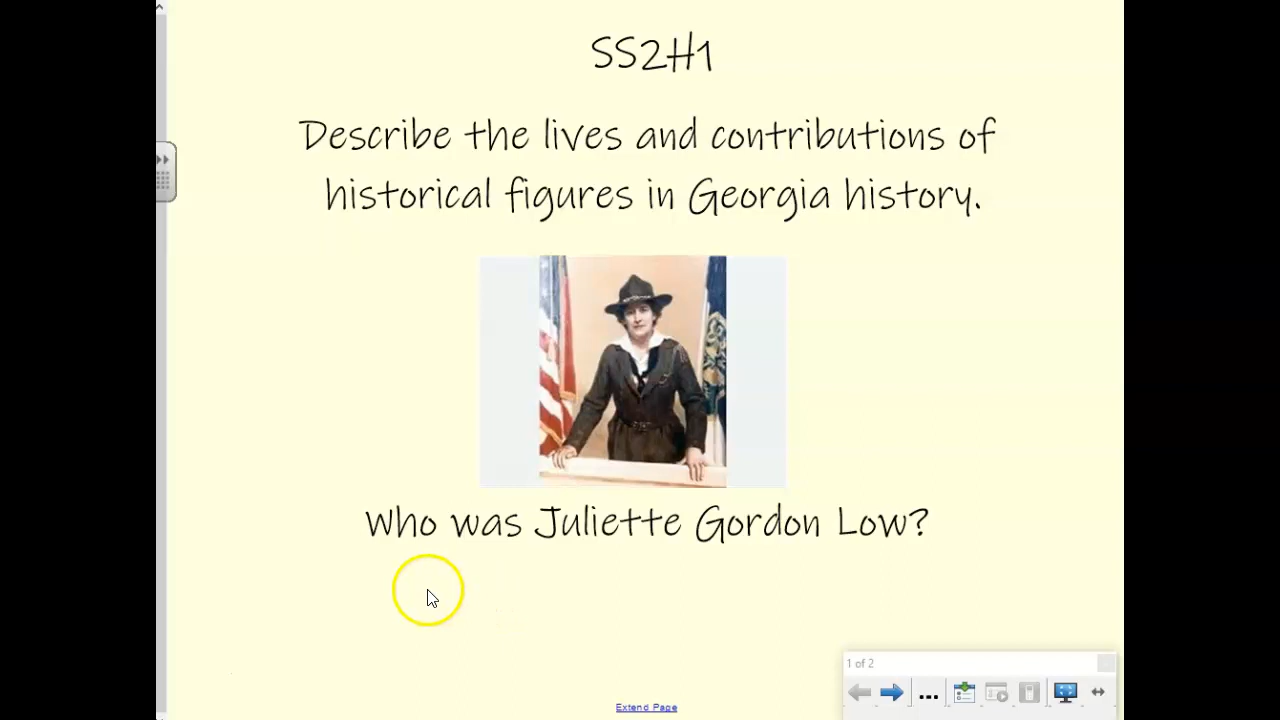 SS2H1
Describe the lives and contributions of
historical figures in Georgia history.
Who was Juliette Gordon Low?
1 of 2
Extend Page